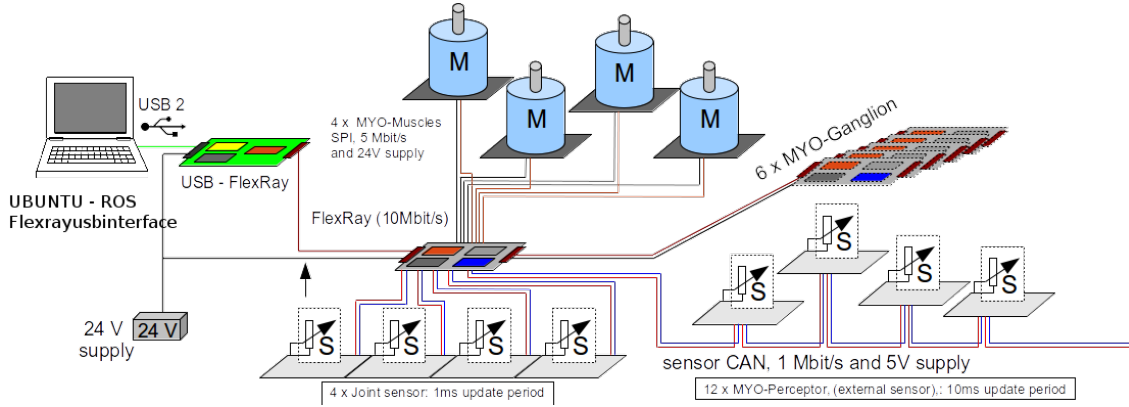 USB 2
USB - FlexRay
UBUNTU - ROS
Flexrayusbinterface
4 x MYO-Muscles
SPI, 5 Mbit/s
and 24V supply
M
M
M
M
6 x MYO-Ganglion
FlexRay (10Mbit/s)
24 V
supply
24 V
S
S
S
S
4 x Joint sensor: 1ms update period
S
S
S
S
sensor CAN, 1 Mbit/s and 5V supply
12 x MYO-Perceptor, (external sensor),: 10ms update period